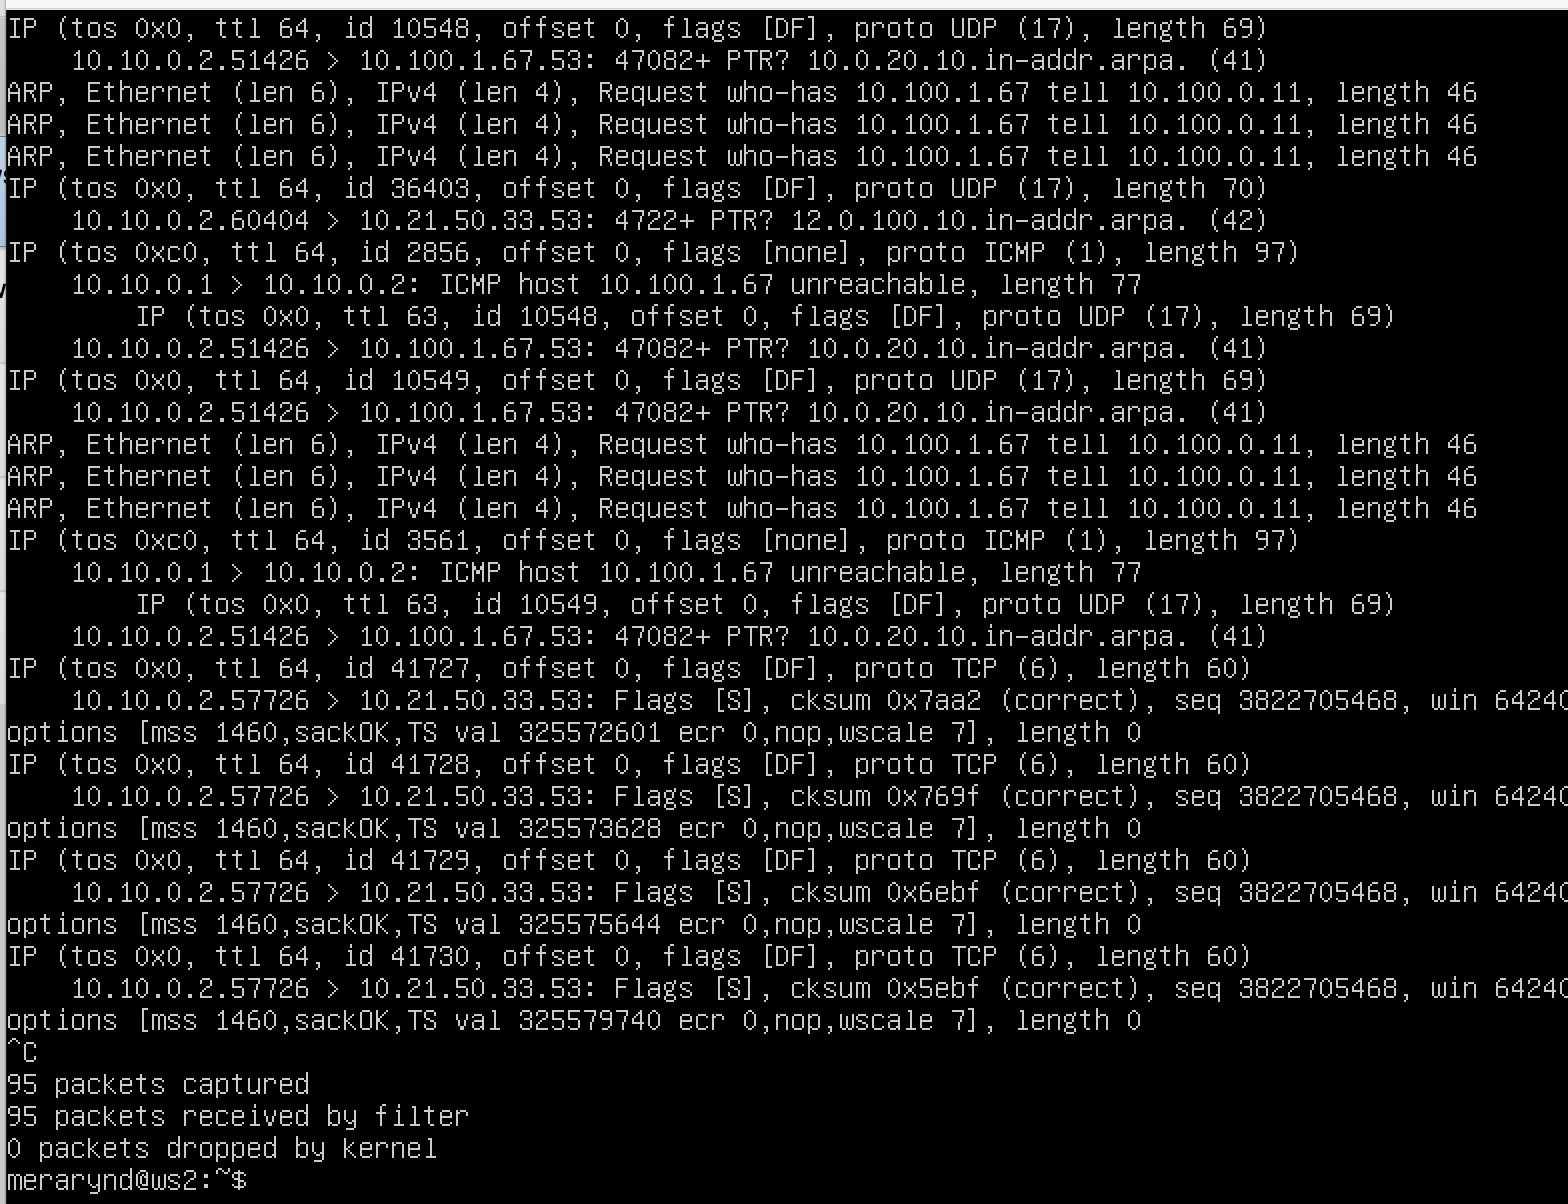 IP (tos 0x0, ttl 64, id 10548, offset 0, flags [DF], proto UDP (17), length 69)
10.10.0.2.51426 > 10.100.1.67.53: 47082+ PTR? 10.0.20.10.in-addr.arpa. (41)
ARP, Ethernet (len 6), IPv4 (len 4), Request who-has 10.100.1.67 tell 10.100.0.11, length 46
ARP, Ethernet (len 6), IPv4 (len 4), Request who-has 10.100.1.67 tell 10.100.0.11, length 46
ARP, Ethernet (len 6), IPv4 (len 4), Request who-has 10.100.1.67 tell 10.100.0.11, length 46
IP (tos 0x0, ttl 64, id 36403, offset 0, flags [DF], proto UDP (17), length 70)
10.10.0.2.60404 > 10.21.50.33.53: 4722+ PTR? 12.0.100.10.in-addr.arpa. (42)
IP (tos 0xc0, ttl 64, id 2856, offset 0, flags [none], proto ICMP (1), length 97)
10.10.0.1 > 10.10.0.2: ICMP host 10.100.1.67 unreachable, length 77
IP (tos 0x0, ttl 63, id 10548, offset 0, flags [DF], proto UDP (17), length 69)
10.10.0.2.51426 > 10.100.1.67.53: 47082+ PTR? 10.0.20.10.in-addr.arpa. (41)
IP (tos 0x0, ttl 64, id 10549, offset 0, flags [DF], proto UDP (17), length 69)
10.10.0.2.51426 > 10.100.1.67.53: 47082+ PTR? 10.0.20.10.in-addr.arpa. (41)
ARP, Ethernet (len 6), IPv4 (len 4), Request who-has 10.100.1.67 tell 10.100.0.11, length 46
ARP, Ethernet (len 6), IPv4 (len 4), Request who-has 10.100.1.67 tell 10.100.0.11, length 46
ARP, Ethernet (len 6), IPv4 (len 4), Request who-has 10.100.1.67 tell 10.100.0.11, length 46
IP (tos 0xc0, ttl 64, id 3561, offset 0, flags [none], proto ICMP (1), length 97)
10.10.0.1 > 10.10.0.2: ICMP host 10.100.1.67 unreachable, length 77
IP (tos 0x0, ttl 63, id 10549, offset 0, flags [DF], proto UDP (17), length 69)
10.10.0.2.51426 > 10.100.1.67.53: 47082+ PTR? 10.0.20.10.in-addr.arpa. (41)
IP (tos 0x0, ttl 64, id 41727, offset 0, flags [DF], proto TCP (6), length 60)
10.10.0.2.57726 > 10.21.50.33.53: Flags [S], cksum 0x7aa2 (correct), seq 3822705468, win 64240
options [mss 1460,sackOK,TS val 325572601 ecr 0,nop,wscale 7], length 0
IP (tos 0x0, ttl 64, id 41728, offset 0, flags [DF], proto TCP (6), length 60)
10.10.0.2.57726 > 10.21.50.33.53: Flags [S], cksum 0x769f (correct), seq 3822705468, win 64240
options [mss 1460,sackOK,TS val 325573628 ecr 0,nop,wscale 7], length 0
IP (tos 0x0, ttl 64, id 41729, offset 0, flags [DF], proto TCP (6), length 60)
10.10.0.2.57726 > 10.21.50.33.53: Flags [S], cksum 0x6ebf (correct), seq 3822705468, win 64240
options [mss 1460,sackOK,TS val 325575644 ecr 0,nop,wscale 7], length 0
IP (tos 0x0, ttl 64, id 41730, offset 0, flags [DF], proto TCP (6), length 60)
10.10.0.2.57726 > 10.21.50.33.53: Flags [S], cksum 0x5ebf (correct), seq 3822705468, win 64240
options [mss 1460,sackOK,TS val 325579740 ecr 0,nop,wscale 7], length 0
^C
95 packets captured
95 packets received by filter
0 packets dropped by kernel
merarynd@ws2:~$